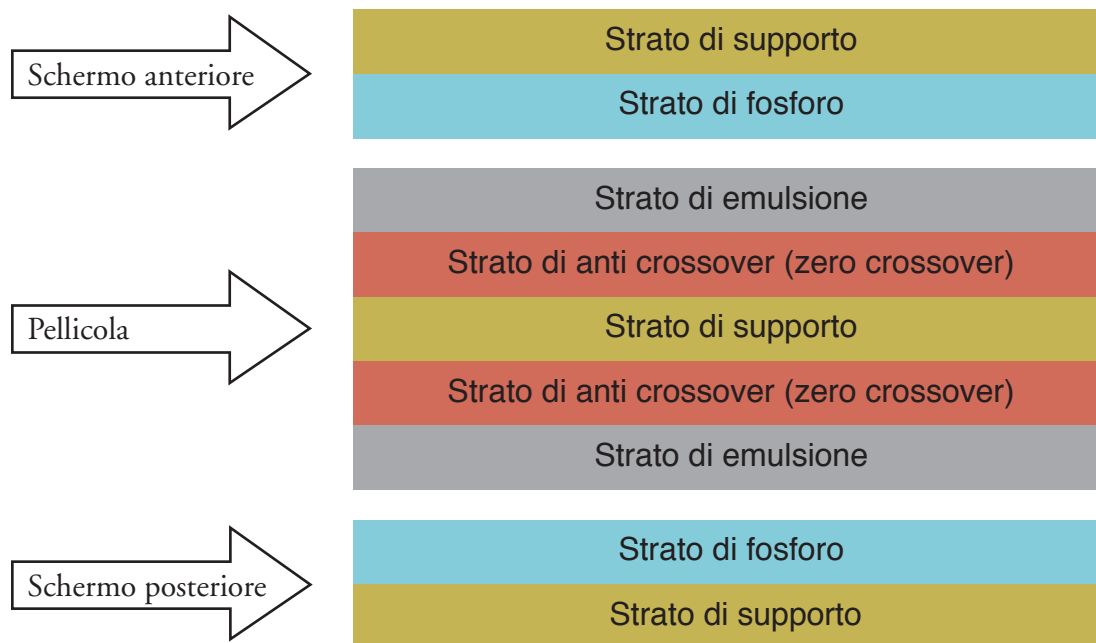 Schermo anteriore
Strato di supporto
Strato di fosforo
Pellicola
Strato di emulsione
Strato di anti crossover (zero crossover)
Strato di supporto
Strato di anti crossover (zero crossover)
Strato di emulsione
Schermo posteriore
Strato di fosforo
Strato di supporto